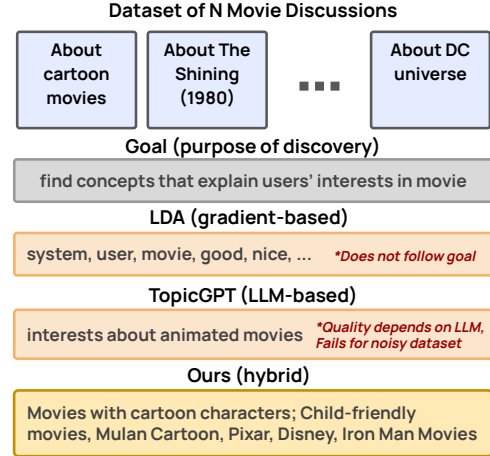 Dataset of N Movie Discussions
About cartoon movies
About The Shining (1980)
...
About DC universe
Goal (purpose of discovery)
find concepts that explain users' interests in movie
LDA (gradient-based)
system, user, movie, good, nice, ... *Does not follow goal
TopicGPT (LLM-based)
interests about animated movies
*Quality depends on LLM,
Fails for noisy dataset
Ours (hybrid)
Movies with cartoon characters; Child-friendly
movies, Mulan Cartoon, Pixar, Disney, Iron Man Movies